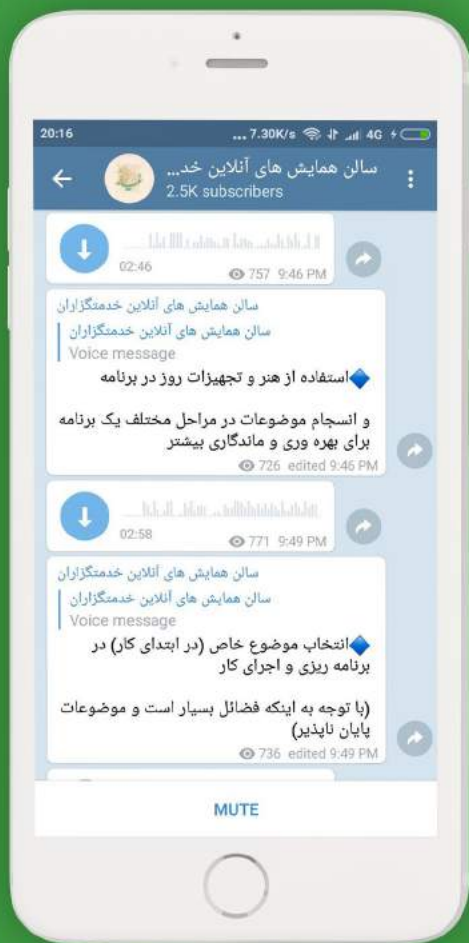 20:16
... 7.30K/s 4G
سالن همایش های آنلاین خد...
2.5K subscribers
02:46
757 9:46 PM
سالن همایش های آنلاین خدمتگزاران
سالن همایش های آنلاین خدمتگزاران
Voice message
استفاده از هنر و تجهیزات روز در برنامه
و انسجام موضوعات در مراحل مختلف یک برنامه
برای بهره وری و ماندگاری بیشتر
726 edited 9:46 PM
02:58
771 9:49 PM
سالن همایش های آنلاین خدمتگزاران
سالن همایش های آنلاین خدمتگزاران
Voice message
انتخاب موضوع خاص (در ابتدای کار) در
برنامه ریزی و اجرای کار
(با توجه به اینکه فضائل بسیار است و موضوعات
پایان ناپذیر)
736 edited 9:49 PM
MUTE